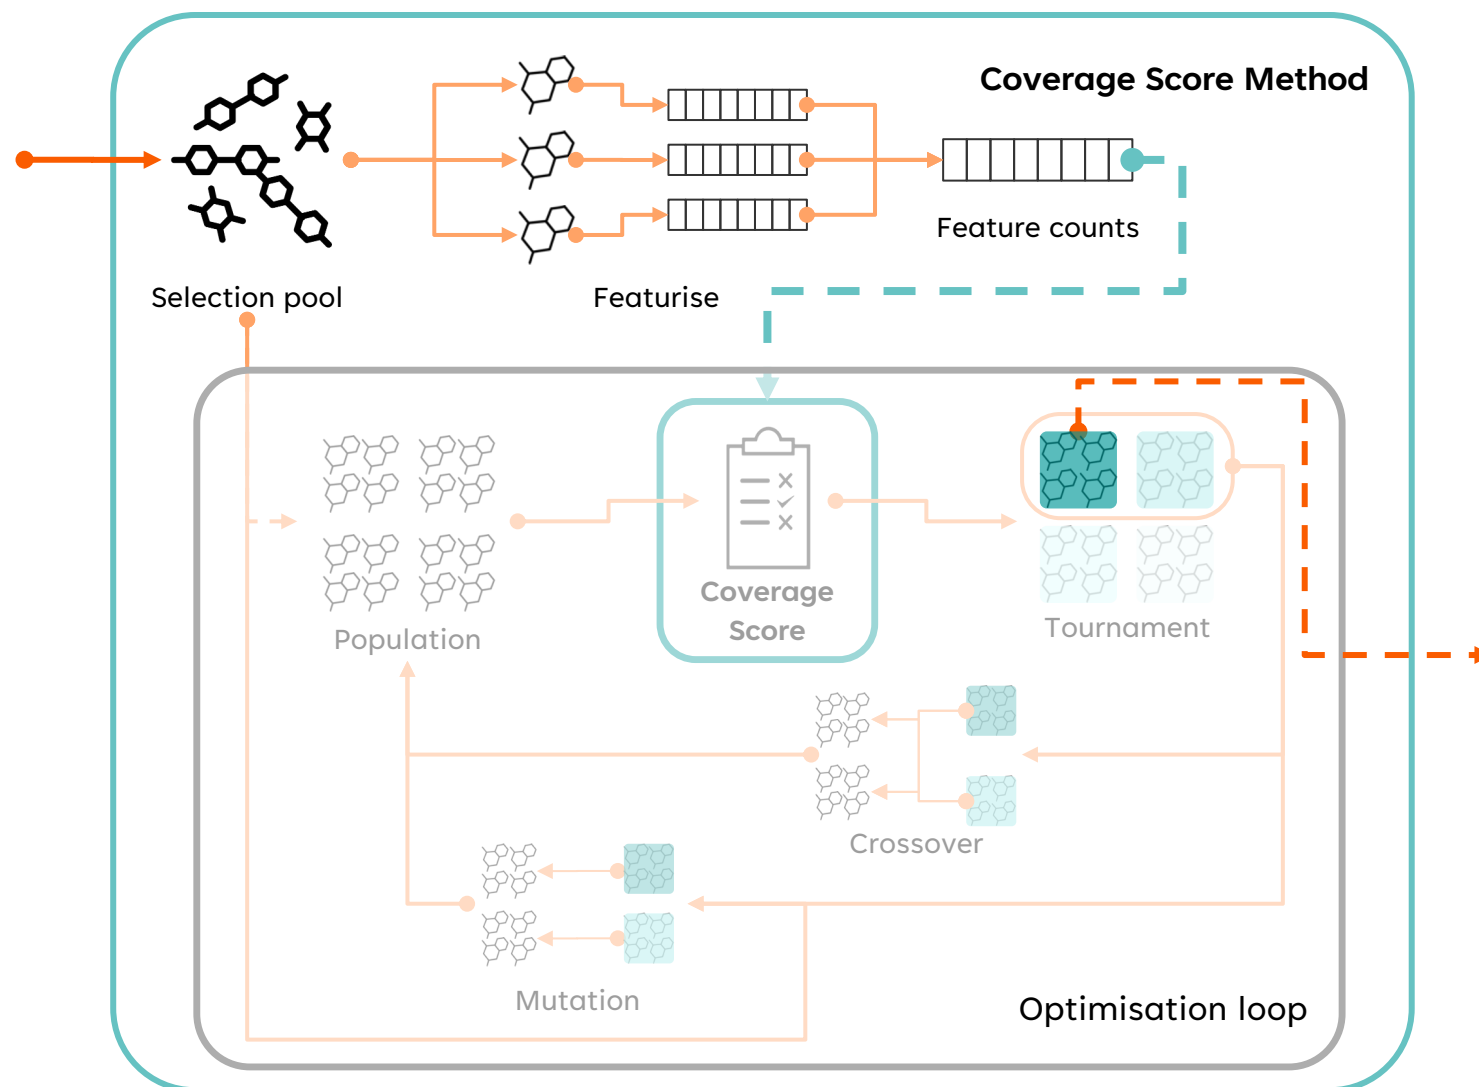 Coverage Score Method
Feature counts
Selection pool
Featurise
Coverage
Score
Population
Tournament
Crossover
Mutation
Optimisation loop